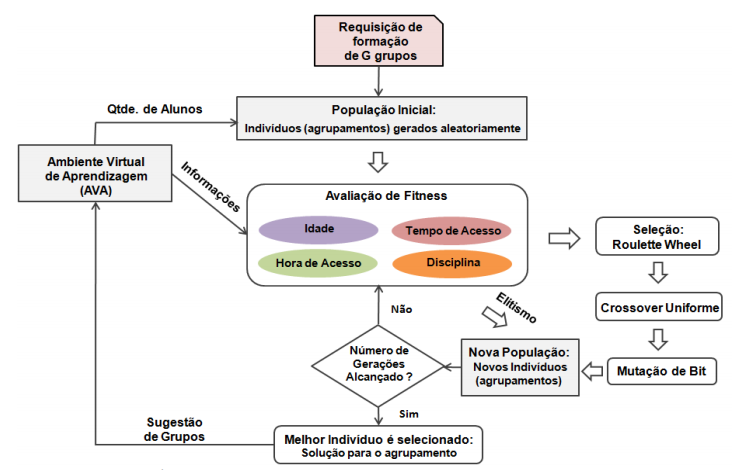 Requisição de
formação
de G grupos
Qtde. de Alunos
População Inicial:
Indivíduos (agrupamentos) gerados aleatoriamente
Ambiente Virtual
de Aprendizagem
(AVA)
Informações
Avaliação de Fitness
Idade
Tempo de Acesso
Hora de Acesso
Disciplina
Seleção:
Roulette Wheel
Crossover Uniforme
Mutação de Bit
Elitismo
Nova População:
Novos Indivíduos
(agrupamentos)
Não
Número de
Gerações
Alcançado ?
Sim
Melhor Indivíduo é selecionado:
Solução para o agrupamento
Sugestão
de Grupos